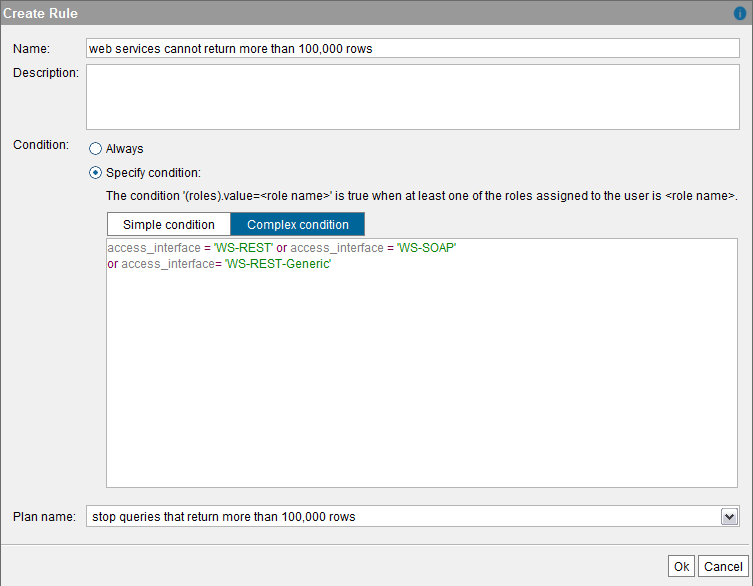 Create Rule
Name: web services cannot return more than 100,000 rows
Description:
Condition: Always
Specify condition:
The condition '(roles).value=<role name>' is true when at least one of the roles assigned to the user is <role name>.
Simple condition Complex condition
access_interface = 'WS-REST' or access_interface = 'WS-SOAP'
or access_interface= 'WS-REST-Generic'
Plan name: stop queries that return more than 100,000 rows
Ok Cancel